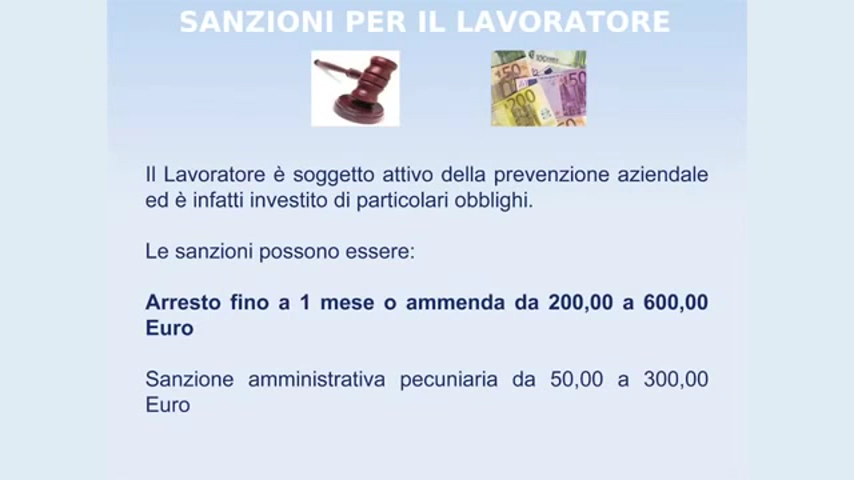 SANZIONI PER IL LAVORATORE
Il Lavoratore è soggetto attivo della prevenzione aziendale
ed è infatti investito di particolari obblighi.
Le sanzioni possono essere:
Arresto fino a 1 mese o ammenda da 200,00 a 600,00
Euro
Sanzione amministrativa pecuniaria da 50,00 a 300,00
Euro